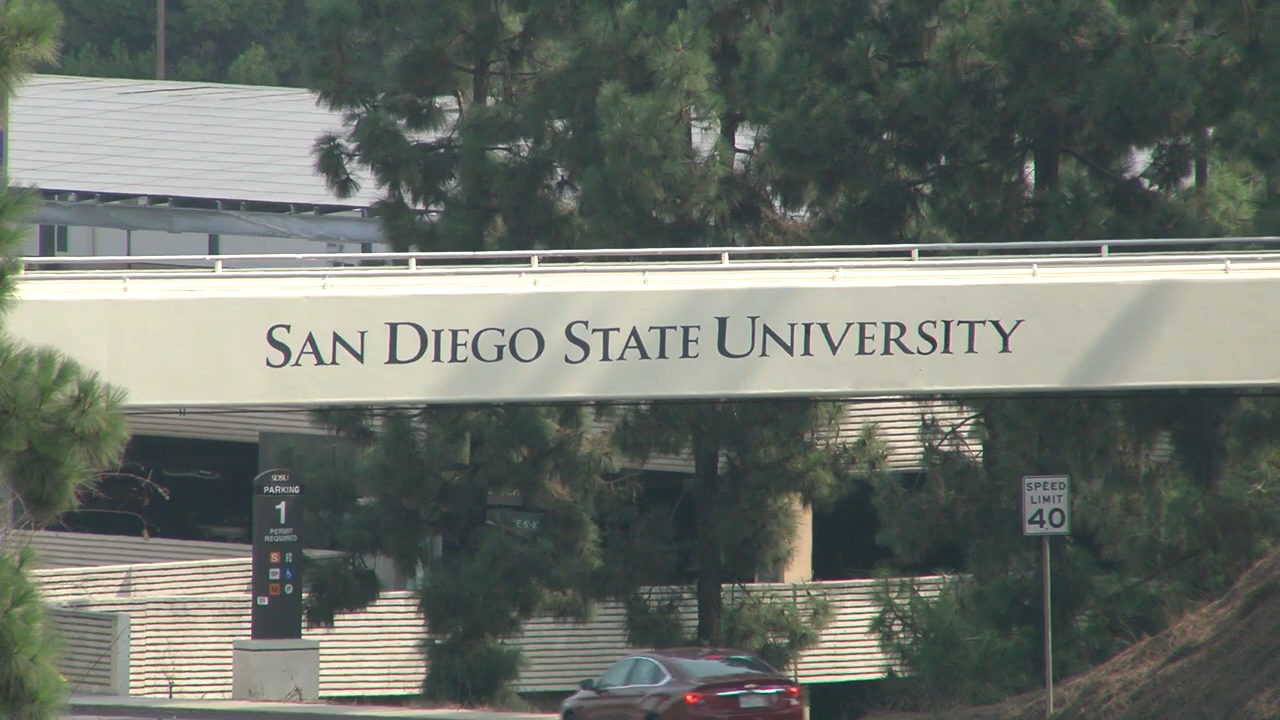 SAN DIEGO STATE UNIVERSITY
SDSU
PARKING
1
PERMIT
REQUIRED
S
SPEED
LIMIT
40